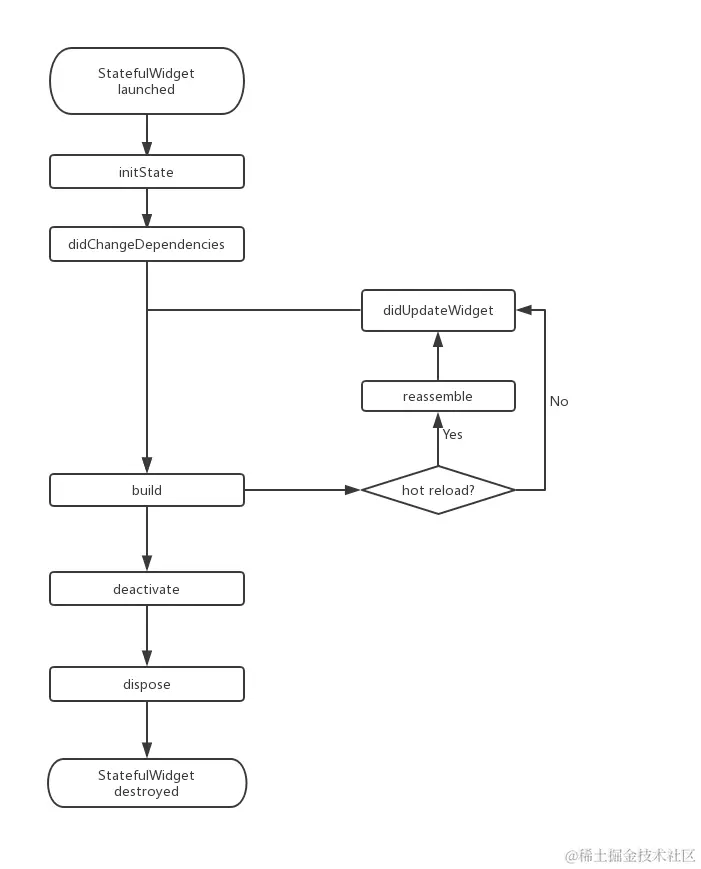 StatefulWidget
launched
initState
didChangeDependencies
didUpdateWidget
reassemble
No
Yes
build
hot reload?
deactivate
dispose
StatefulWidget
destroyed
@稀土掘金技术社区